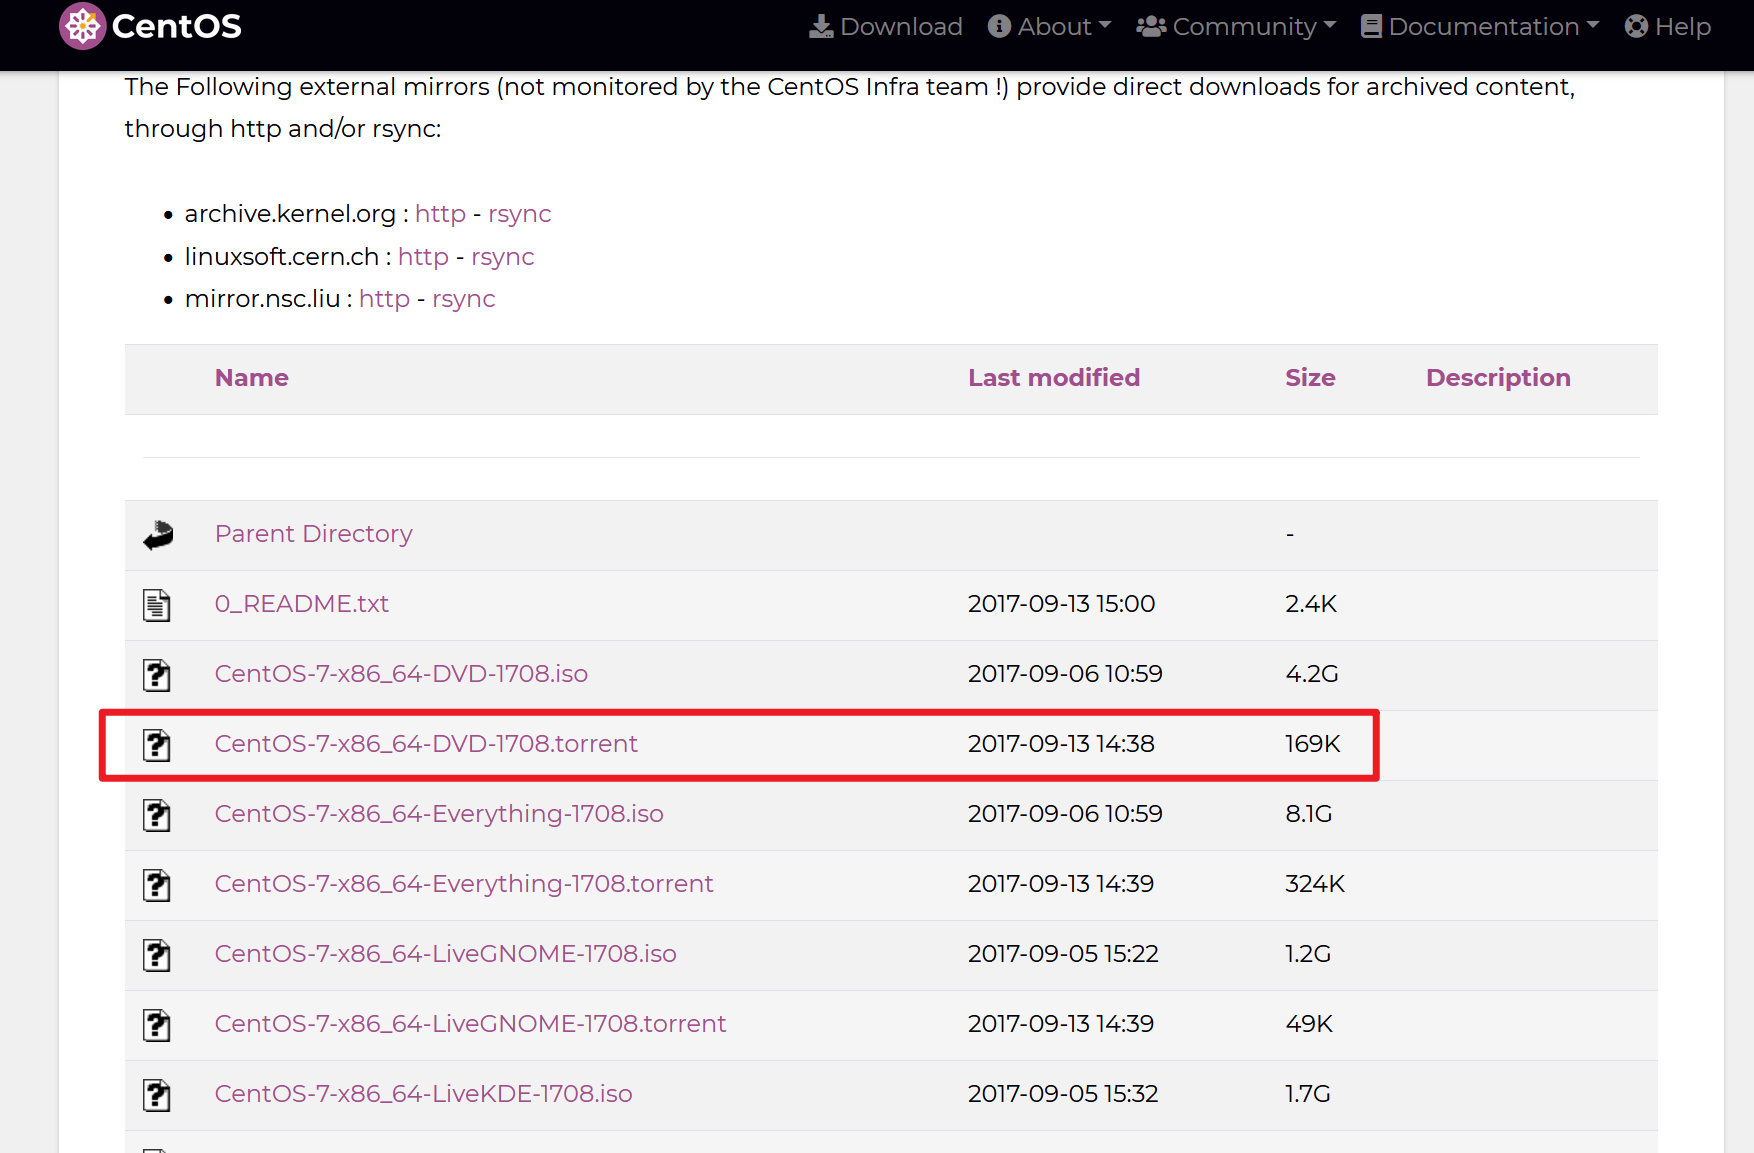 CentOS Download About Community Documentation Help
The Following external mirrors (not monitored by the CentOS Infra team !) provide direct downloads for archived content,
through http and/or rsync:
• archive.kernel.org : http - rsync
• linuxsoft.cern.ch : http - rsync
• mirror.nsc.liu : http - rsync
Name Last modified Size Description
Parent Directory -
0_README.txt 2017-09-13 15:00 2.4K
CentOS-7-x86_64-DVD-1708.iso 2017-09-06 10:59 4.2G
CentOS-7-x86_64-DVD-1708.torrent 2017-09-13 14:38 169K
CentOS-7-x86_64-Everything-1708.iso 2017-09-06 10:59 8.1G
CentOS-7-x86_64-Everything-1708.torrent 2017-09-13 14:39 324K
CentOS-7-x86_64-LiveGNOME-1708.iso 2017-09-05 15:22 1.2G
CentOS-7-x86_64-LiveGNOME-1708.torrent 2017-09-13 14:39 49K
CentOS-7-x86_64-LiveKDE-1708.iso 2017-09-05 15:32 1.7G